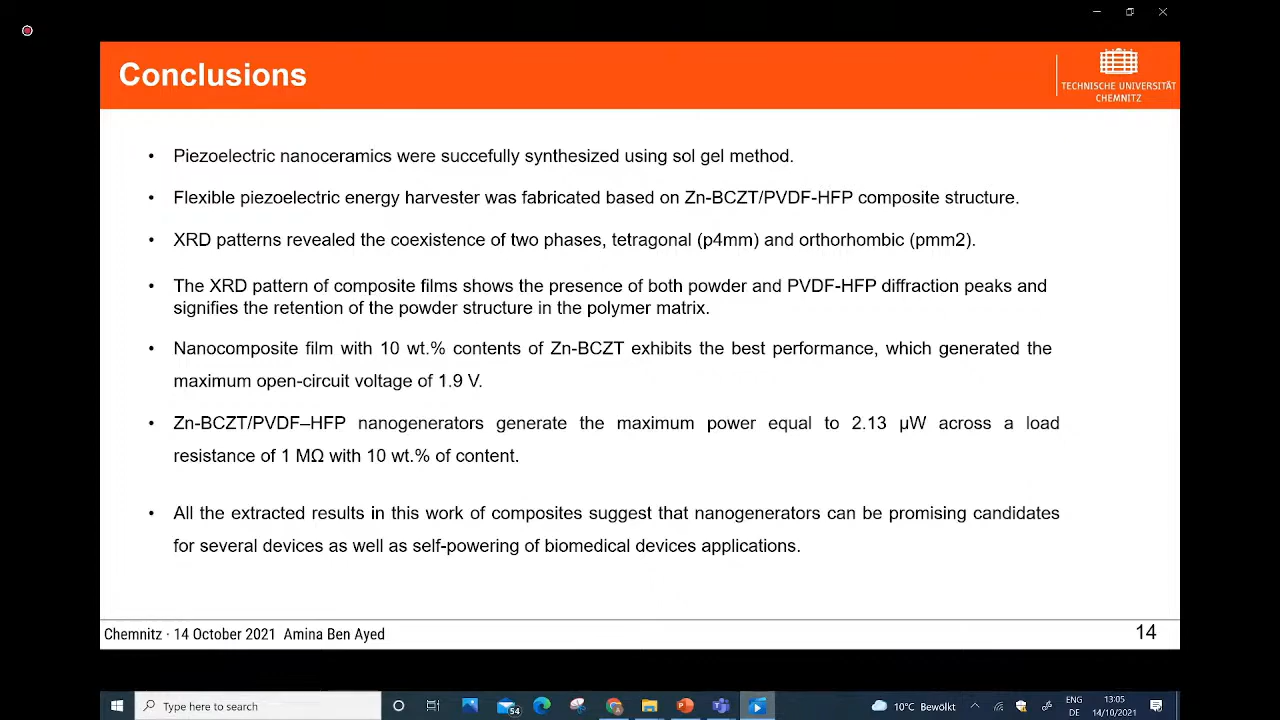 Conclusions
TECHNISCHE UNIVERSITÄT
CHEMNITZ
• Piezoelectric nanoceramics were succefully synthesized using sol gel method.
• Flexible piezoelectric energy harvester was fabricated based on Zn-BCZT/PVDF-HFP composite structure.
• XRD patterns revealed the coexistence of two phases, tetragonal (p4mm) and orthorhombic (pmm2).
• The XRD pattern of composite films shows the presence of both powder and PVDF-HFP diffraction peaks and
signifies the retention of the powder structure in the polymer matrix.
• Nanocomposite film with 10 wt.% contents of Zn-BCZT exhibits the best performance, which generated the
maximum open-circuit voltage of 1.9 V.
• Zn-BCZT/PVDF–HFP nanogenerators generate the maximum power equal to 2.13 µW across a load
resistance of 1 MΩ with 10 wt.% of content.
• All the extracted results in this work of composites suggest that nanogenerators can be promising candidates
for several devices as well as self-powering of biomedical devices applications.
Chemnitz · 14 October 2021 Amina Ben Ayed
14
Type here to search
54
10°C Bewölkt
ENG
DE
13:05
14/10/2021